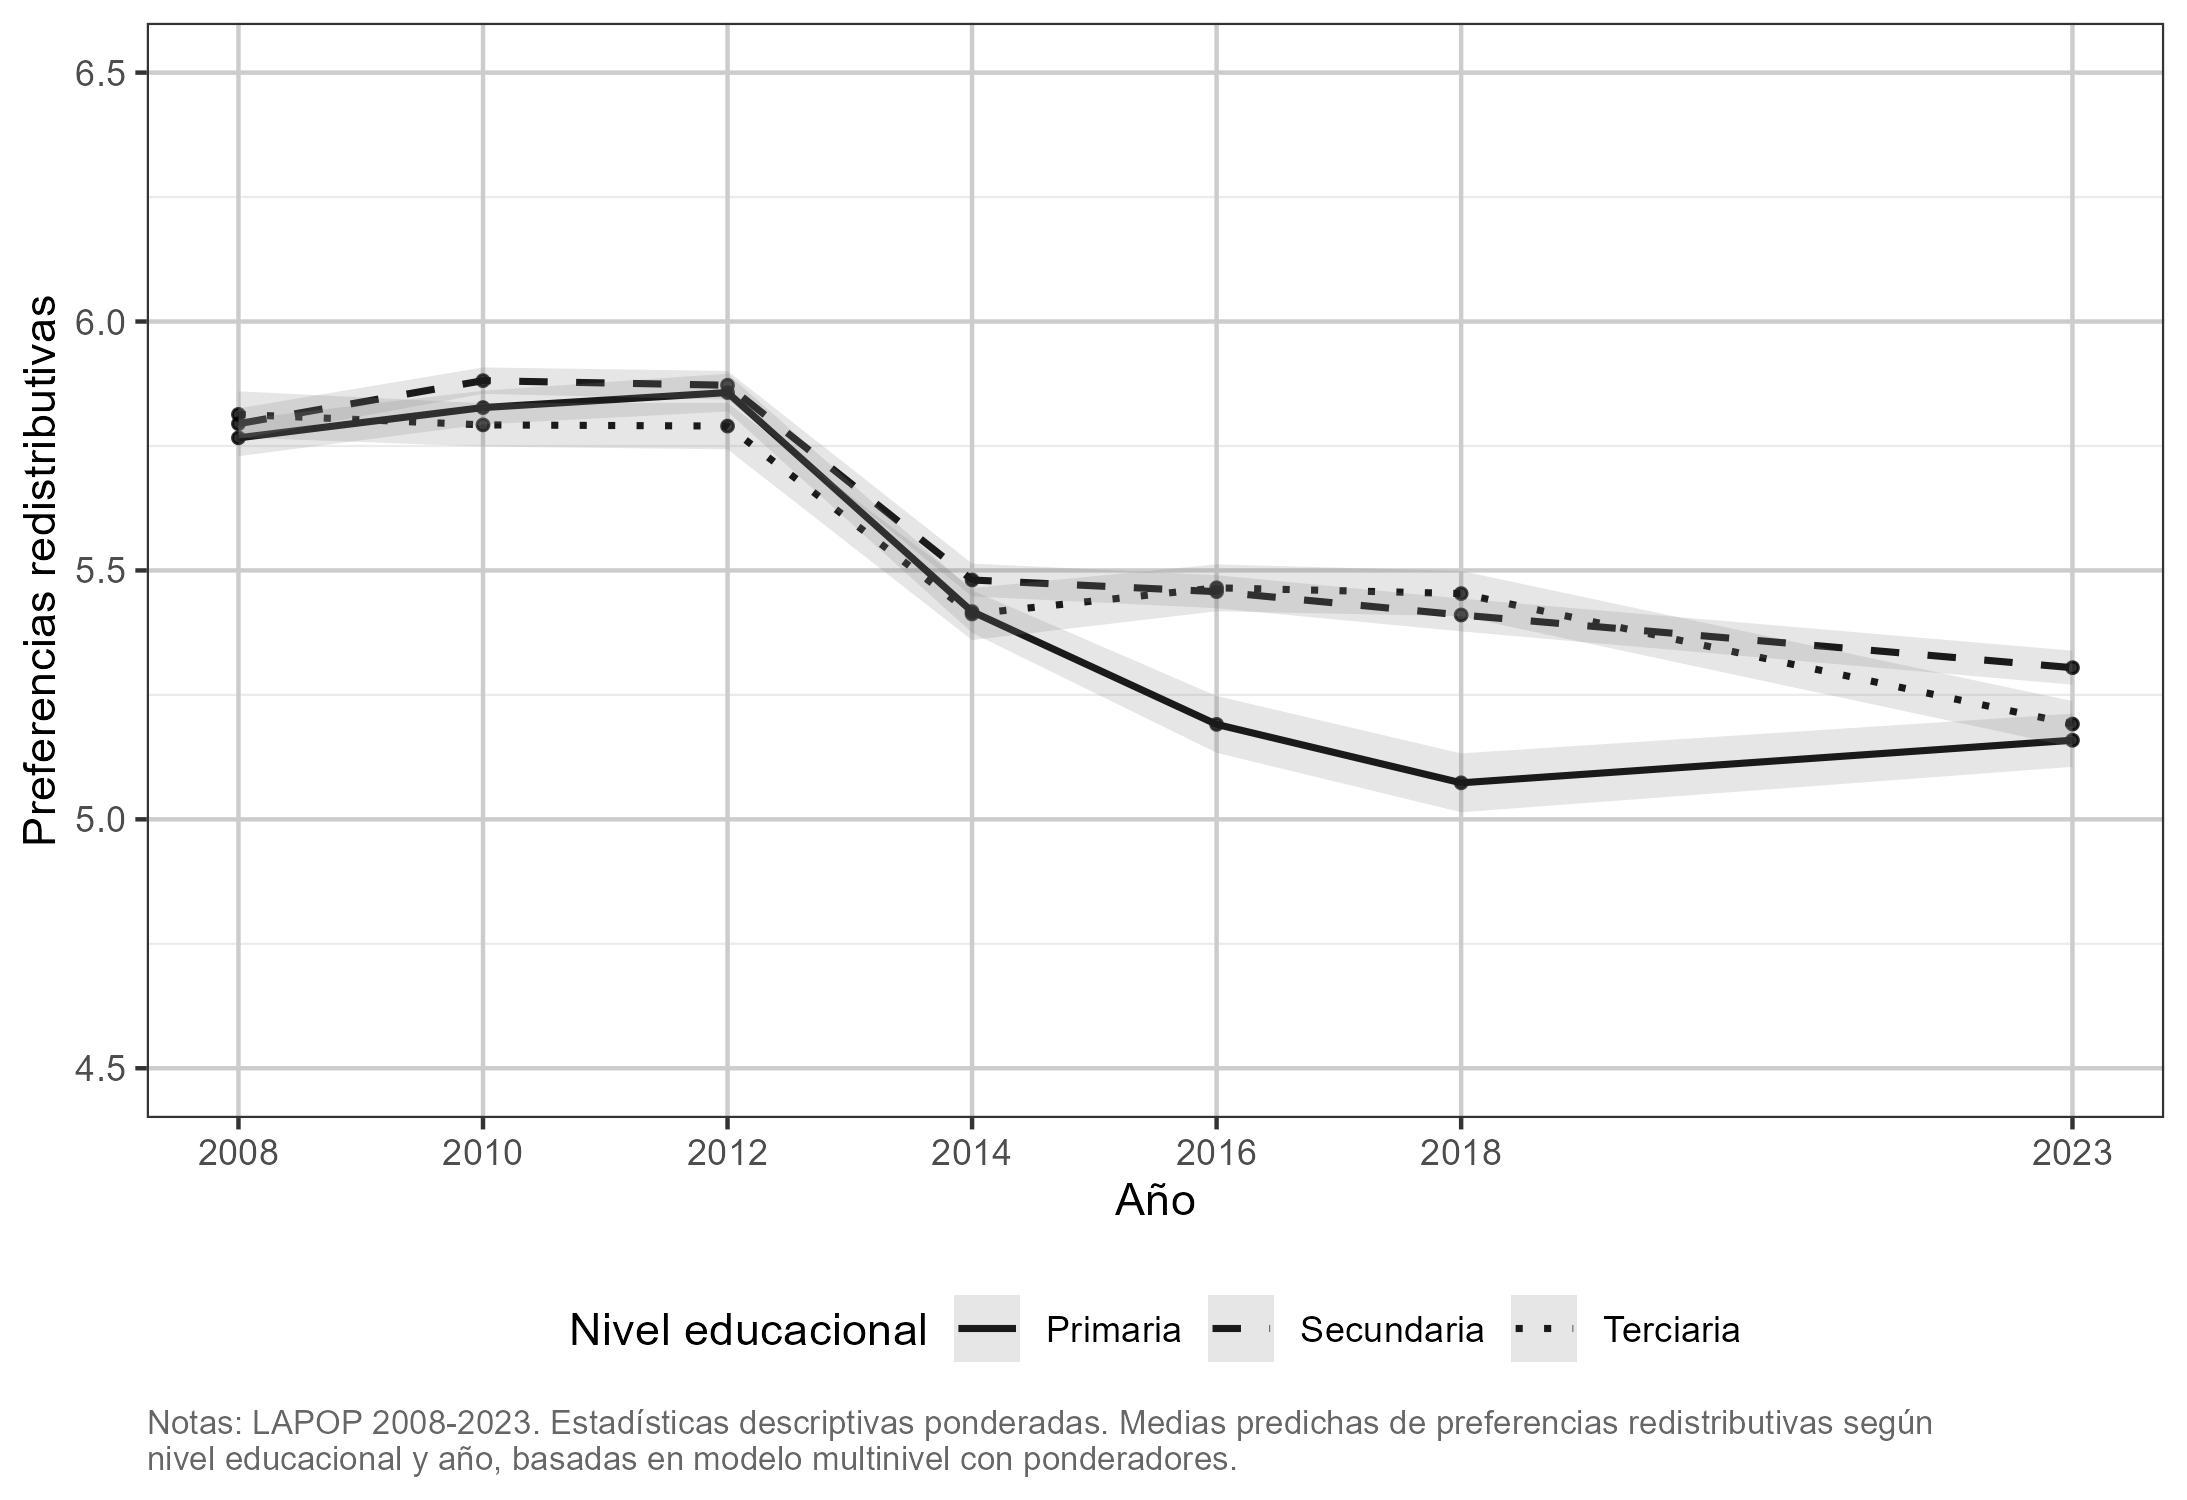 6.5
6.0
5.5
5.0
4.5
Preferencias redistributivas
2008 2010 2012 2014 2016 2018 2023
Año
Nivel educacional Primaria Secundaria Terciaria
Notas: LAPOP 2008-2023. Estadísticas descriptivas ponderadas. Medias predichas de preferencias redistributivas según
nivel educacional y año, basadas en modelo multinivel con ponderadores.